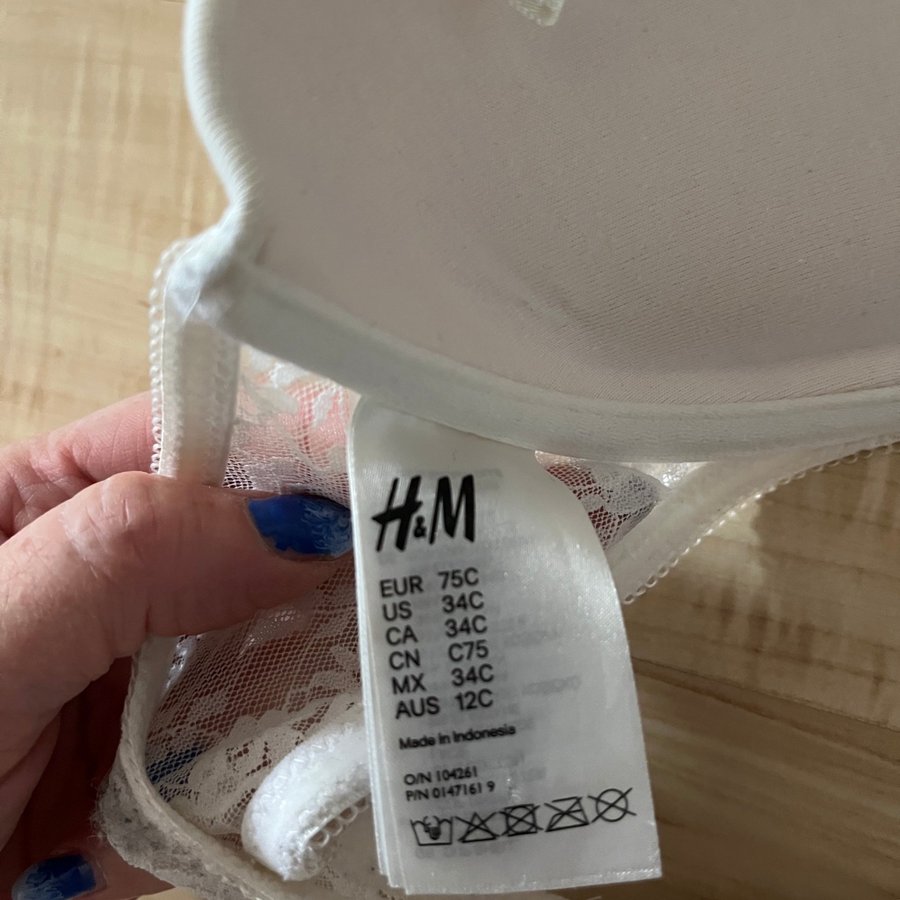 H&M
EUR 75C
US 34C
CA 34C
CN C75
MX 34C
AUS 12C
Made in Indonesia
O/N 104261
P/N 0147161 9